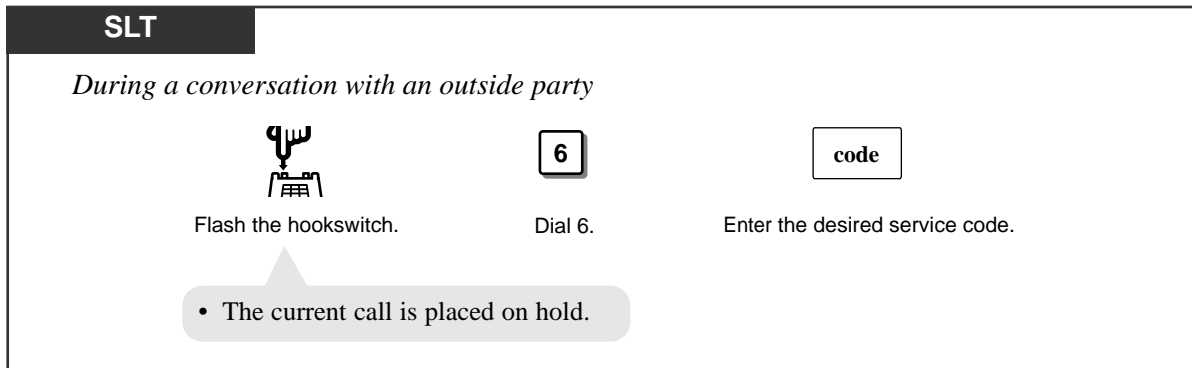 SLT
During a conversation with an outside party
6
code
Flash the hookswitch.
Dial 6.
Enter the desired service code.
• The current call is placed on hold.